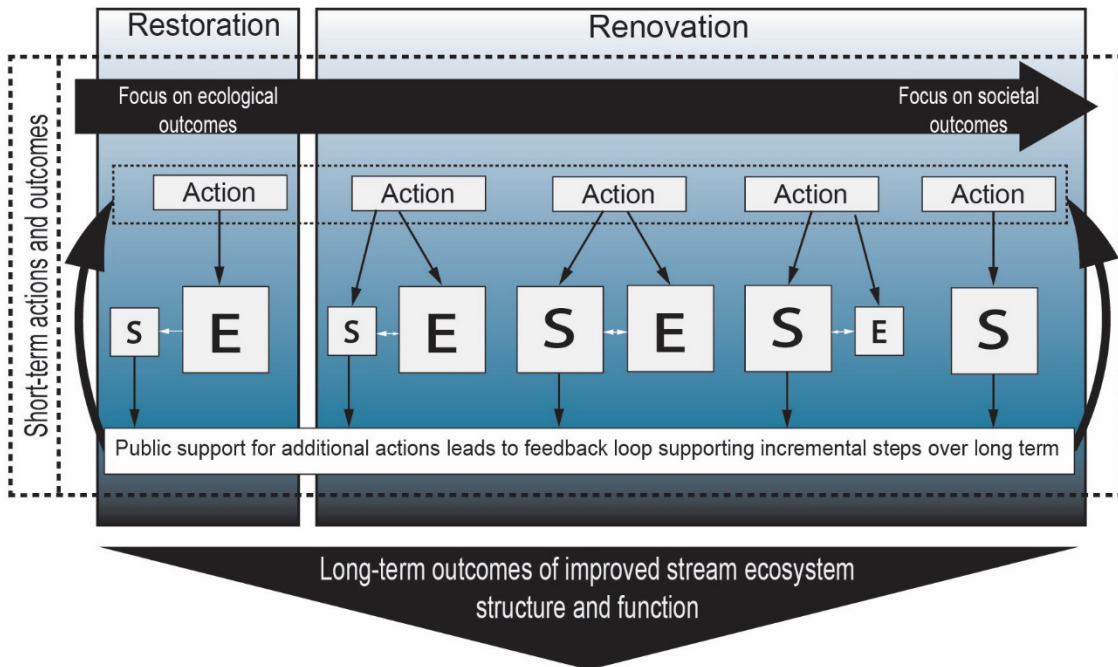 Restoration
Renovation
Short-term actions and outcomes
Focus on ecological
outcomes
Focus on societal
outcomes
Action
Action
Action
Action
Action
S
E
S
E
S
E
S
E
S
Public support for additional actions leads to feedback loop supporting incremental steps over long term
Long-term outcomes of improved stream ecosystem
structure and function